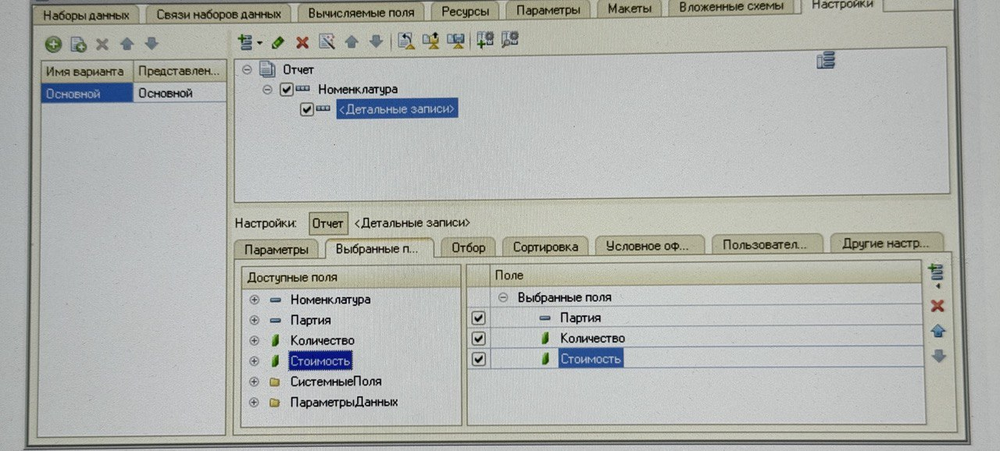 Наборы данных Связи наборов данных Вычисляемые поля Ресурсы Параметры Макеты Вложенные схемы Настройки
Имя варианта Представлен...
Основной Основной
Отчет
Номенклатура
<Детальные записи>
Настройки: Отчет <Детальные записи>
Параметры Выбранные п... Отбор Сортировка Условное оф... Пользовател... Другие настр...
Доступные поля
Номенклатура
Партия
Количество
Стоимость
СистемныеПоля
ПараметрыДанных
Поле
Выбранные поля
Партия
Количество
Стоимость